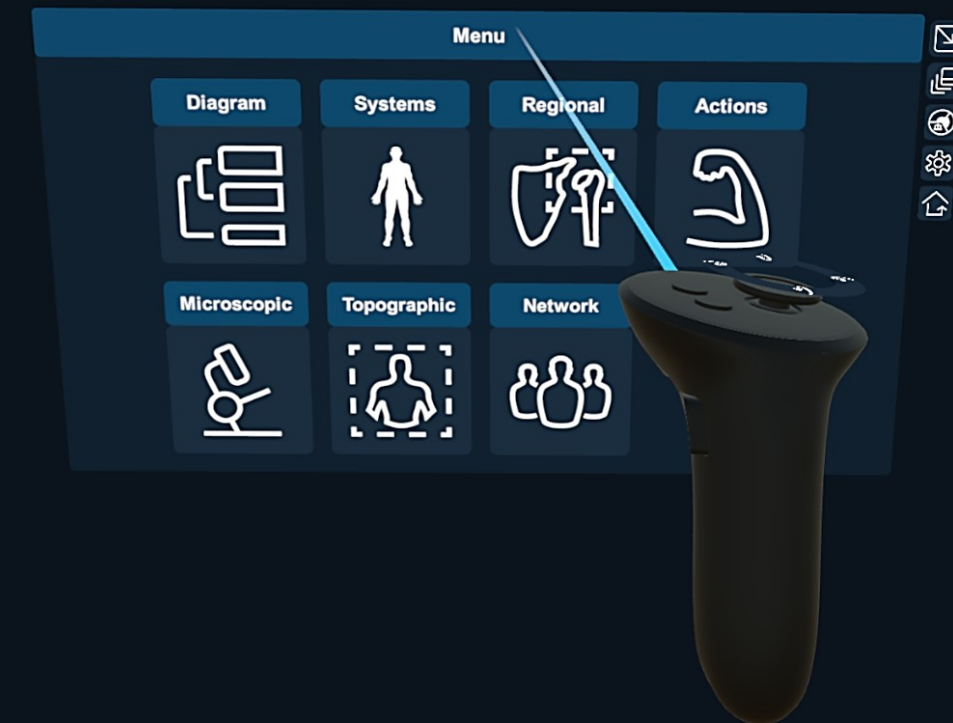 Menu
Diagram
Systems
Regional
Actions
Microscopic
Topographic
Network